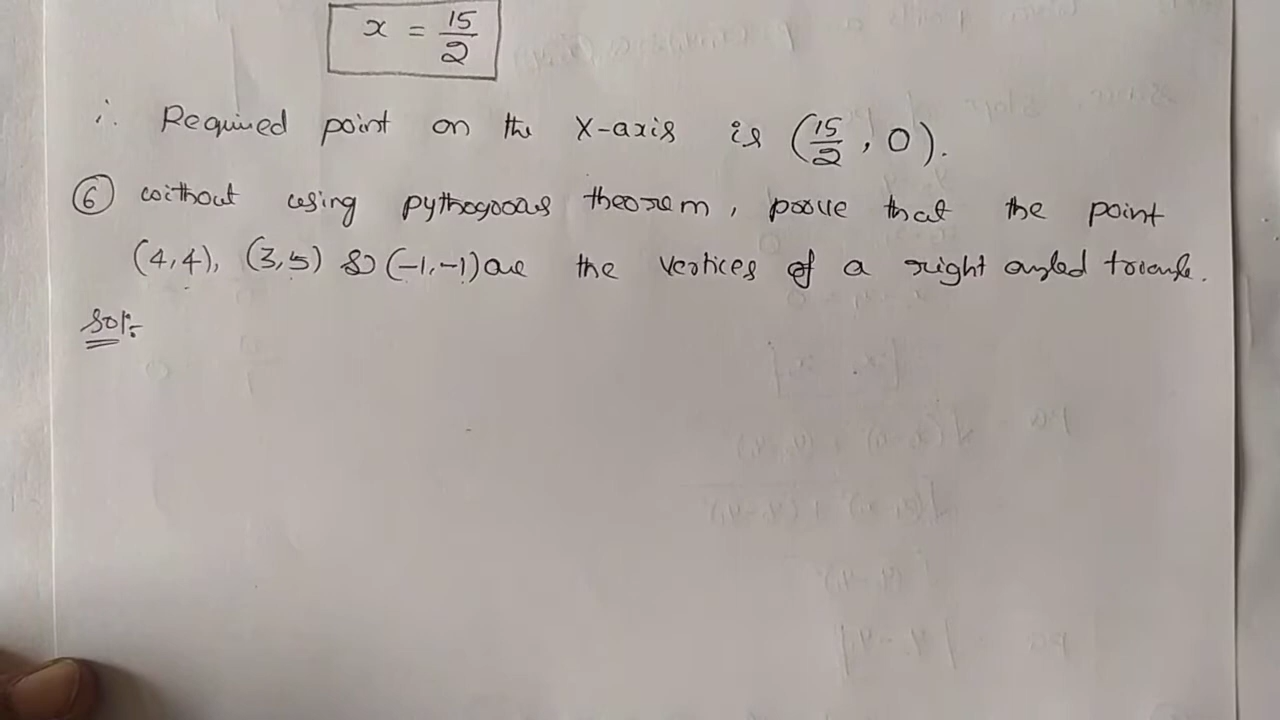 x = 15/2
∴ Required point on the X-axis is (15/2, 0).
⑥ without using pythogoras theorem, prove that the point
(4,4), (3,5) & (-1,-1) are the vertices of a right angled triangle.
Sol:-